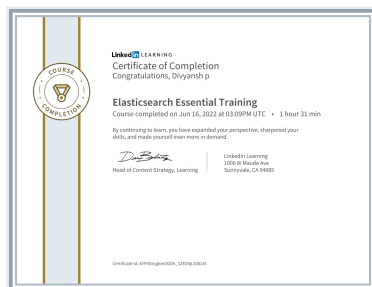 LinkedIn LEARNING
Certificate of Completion
Congratulations, Divyansh p
COURSE
COMPLETION
Elasticsearch Essential Training
Course completed on Jun 16, 2022 at 03:09PM UTC • 1 hour 31 min
By continuing to learn, you have expanded your perspective, sharpened your
skills, and made yourself even more in demand.
Head of Content Strategy, Learning
LinkedIn Learning
1000 W Maude Ave
Sunnyvale, CA 94085
Certificate Id: